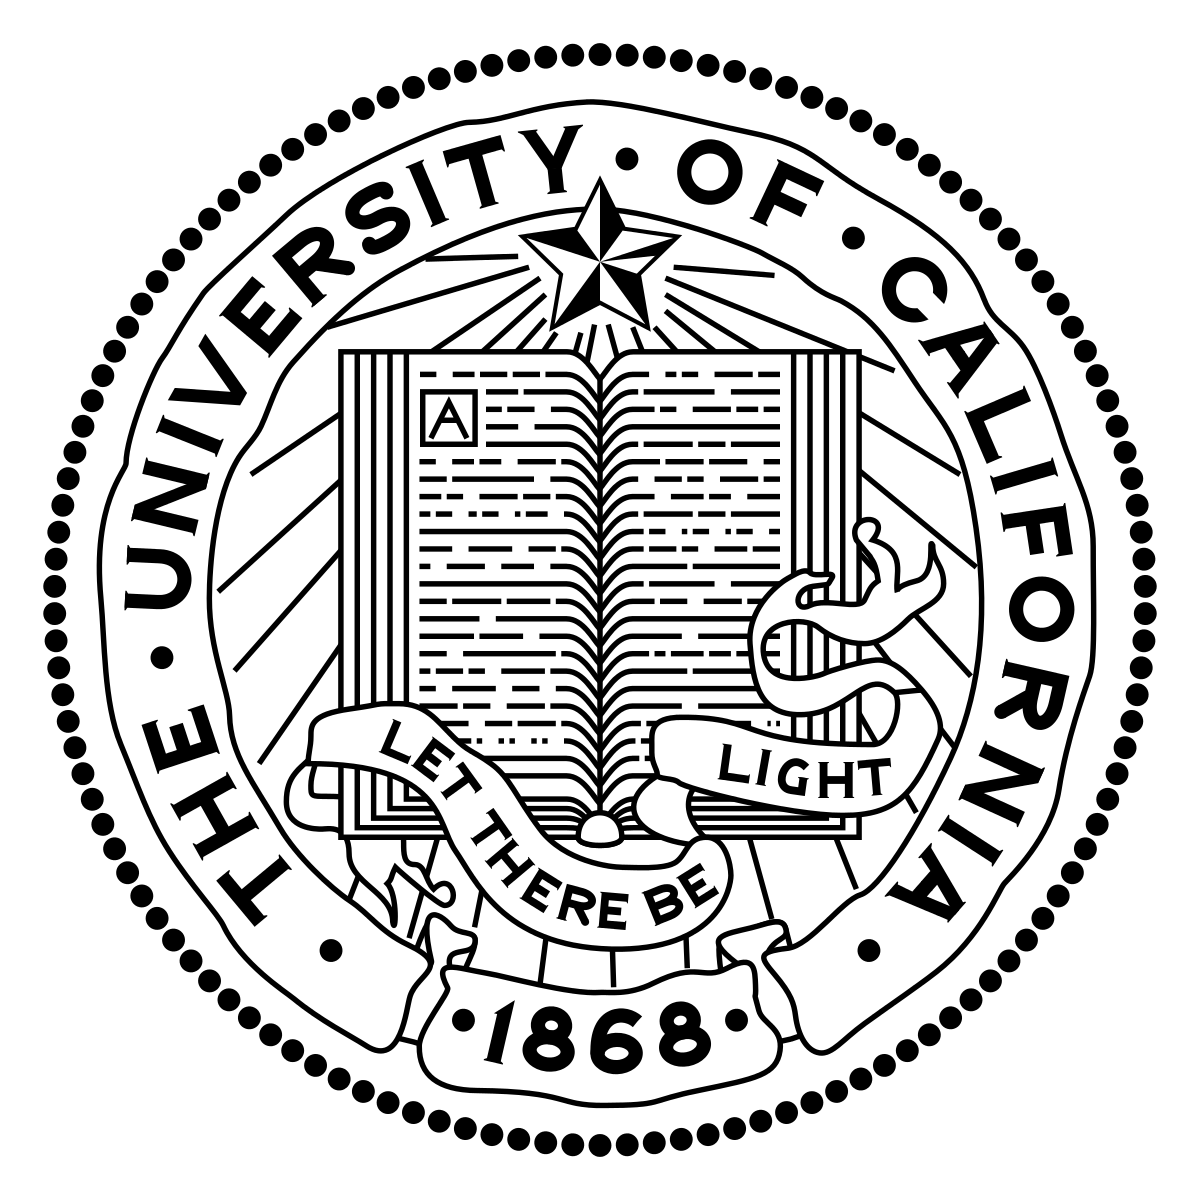 · THE · UNIVERSITY · OF · CALIFORNIA ·
A
LET THERE BE
LIGHT
· 1868 ·